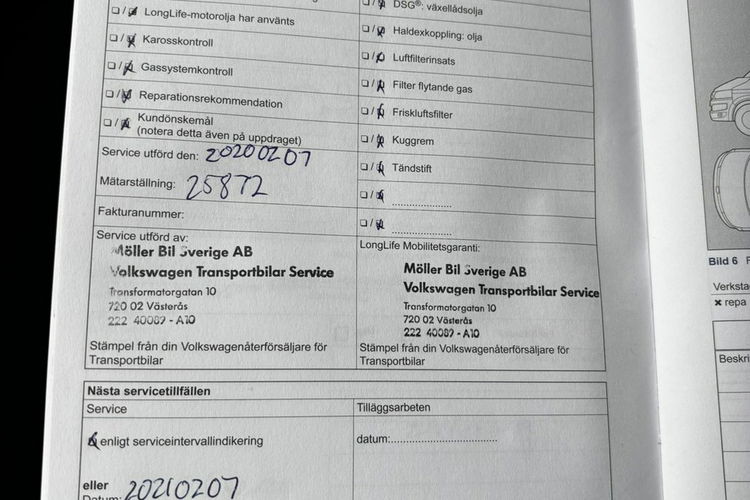 DSG®: växellådsolja
LongLife-motorolja har använts
Haldexkoppling: olja
Karosskontroll
Luftfilterinsats
Gassystemkontroll
Filter flytande gas
Reparationsrekommendation
Friskluftsfilter
Kundönskemål
(notera detta även på uppdraget)
Kuggrem
Service utförd den: 20200207
Tändstift
Mätarställning: 25872
Fakturanummer:
Service utförd av:
Möller Bil Sverige AB
Volkswagen Transportbilar Service
Transformatorgatan 10
720 02 Västerås
222 40089 - A10
Stämpel från din Volkswagenåterförsäljare för
Transportbilar
LongLife Mobilitetsgaranti:
Möller Bil Sverige AB
Volkswagen Transportbilar Service
Transformatorgatan 10
720 02 Västerås
222 40089 - A10
Stämpel från din Volkswagenåterförsäljare för
Transportbilar
Nästa servicetillfällen
Service
Tilläggsarbeten
enligt serviceintervallindikering
datum:
eller
Datum: 20210207
Bild 6 F
Verksta
repa
Beskri